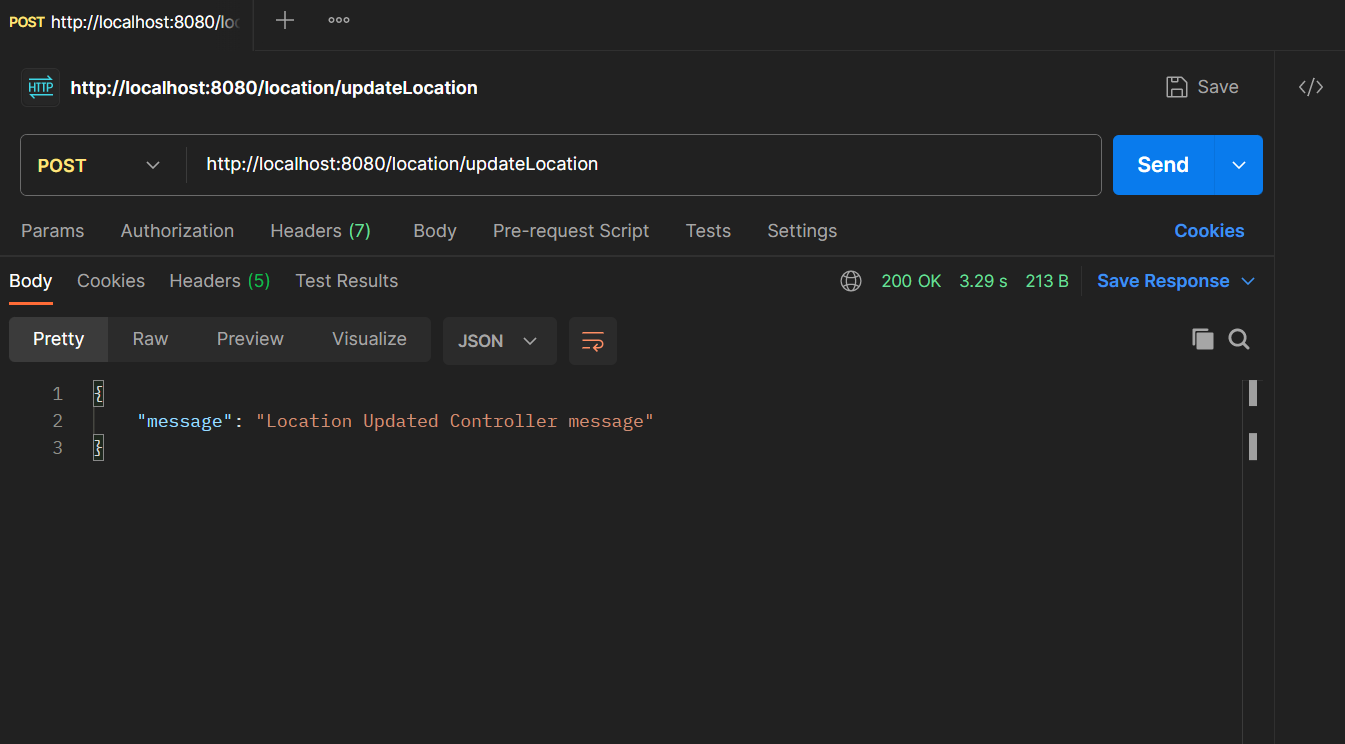 POST http://localhost:8080/loc
HTTP http://localhost:8080/location/updateLocation Save
POST http://localhost:8080/location/updateLocation Send
Params Authorization Headers (7) Body Pre-request Script Tests Settings Cookies
Body Cookies Headers (5) Test Results 200 OK 3.29 s 213 B Save Response
Pretty Raw Preview Visualize JSON
1 {
2 "message": "Location Updated Controller message"
3 }